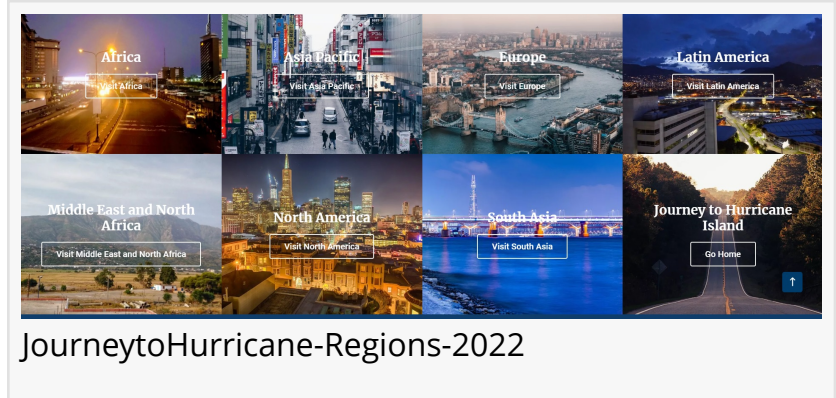 Africa
Visit Africa
Asia Pacific
Visit Asia Pacific
Europe
Visit Europe
Latin America
Visit Latin America
Middle East and North
Africa
Visit Middle East and North Africa
North America
Visit North America
South Asia
Visit South Asia
Journey to Hurricane
Island
Go Home
JourneytoHurricane-Regions-2022